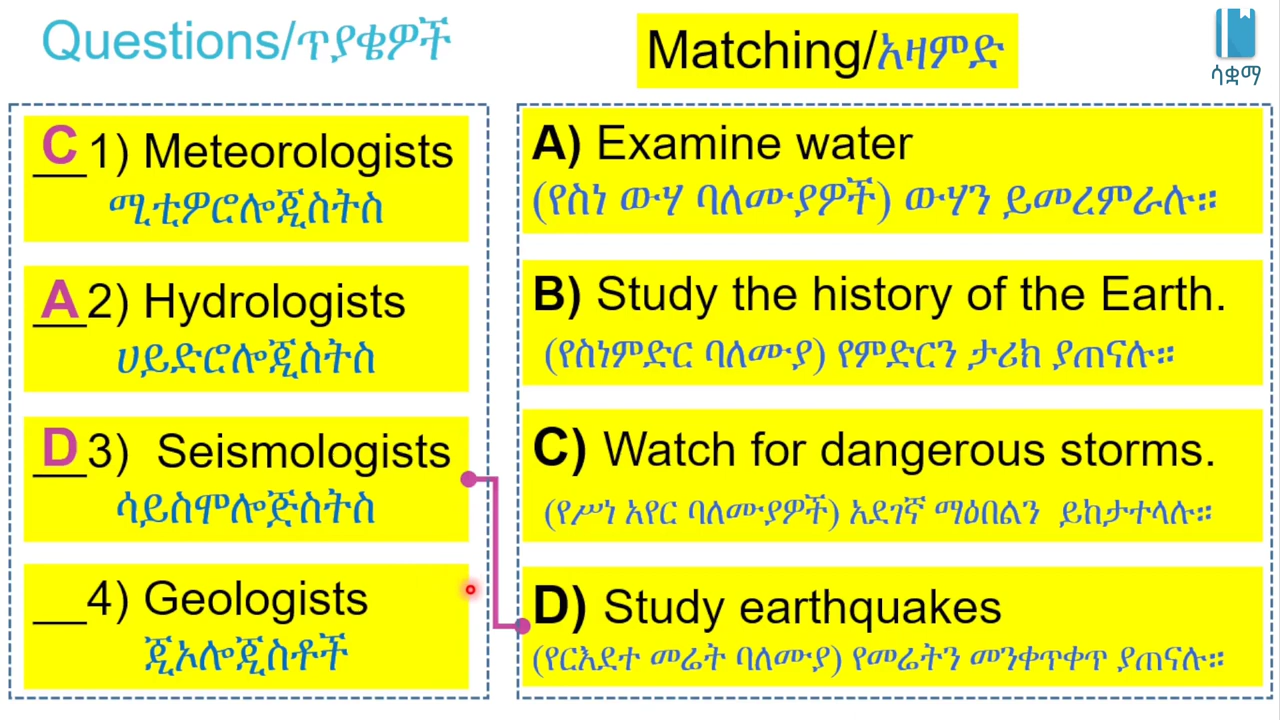 Questions/ጥያቄዎች
Matching/አዛምድ
ሳቋማ
C 1) Meteorologists
ሚቲዎሮሎጂስትስ
A 2) Hydrologists
ሀይድሮሎጂስትስ
D 3) Seismologists
ሳይስሞሎጅስትስ
__4) Geologists
ጂኦሎጂስቶች
A) Examine water
(የስነ ውሃ ባለሙያዎች) ውሃን ይመረምራሉ።
B) Study the history of the Earth.
(የስነምድር ባለሙያ) የምድርን ታሪክ ያጠናሉ።
C) Watch for dangerous storms.
(የሥነ አየር ባለሙያዎች) አደገኛ ማዕበልን ይከታተላሉ።
D) Study earthquakes
(የርእደተ መሬት ባለሙያ) የመሬትን መንቀጥቀጥ ያጠናሉ።